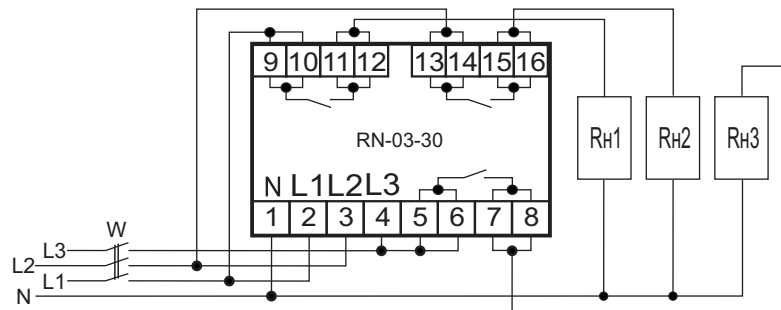 9 10 11 12 13 14 15 16
RN-03-30
Rн1 Rн2 Rн3
N L1 L2 L3
1 2 3 4 5 6 7 8
W
L3
L2
L1
N